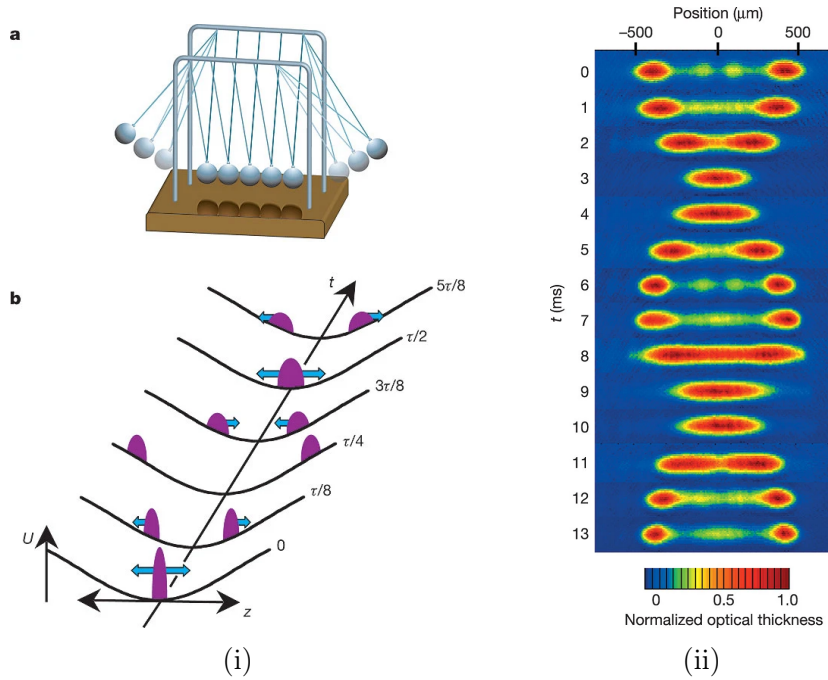 a
b
t
5τ/8
τ/2
3τ/8
τ/4
τ/8
U
0
z
(i)
Position (μm)
−500 0 500
t (ms)
0
1
2
3
4
5
6
7
8
9
10
11
12
13
0 0.5 1.0
Normalized optical thickness
(ii)